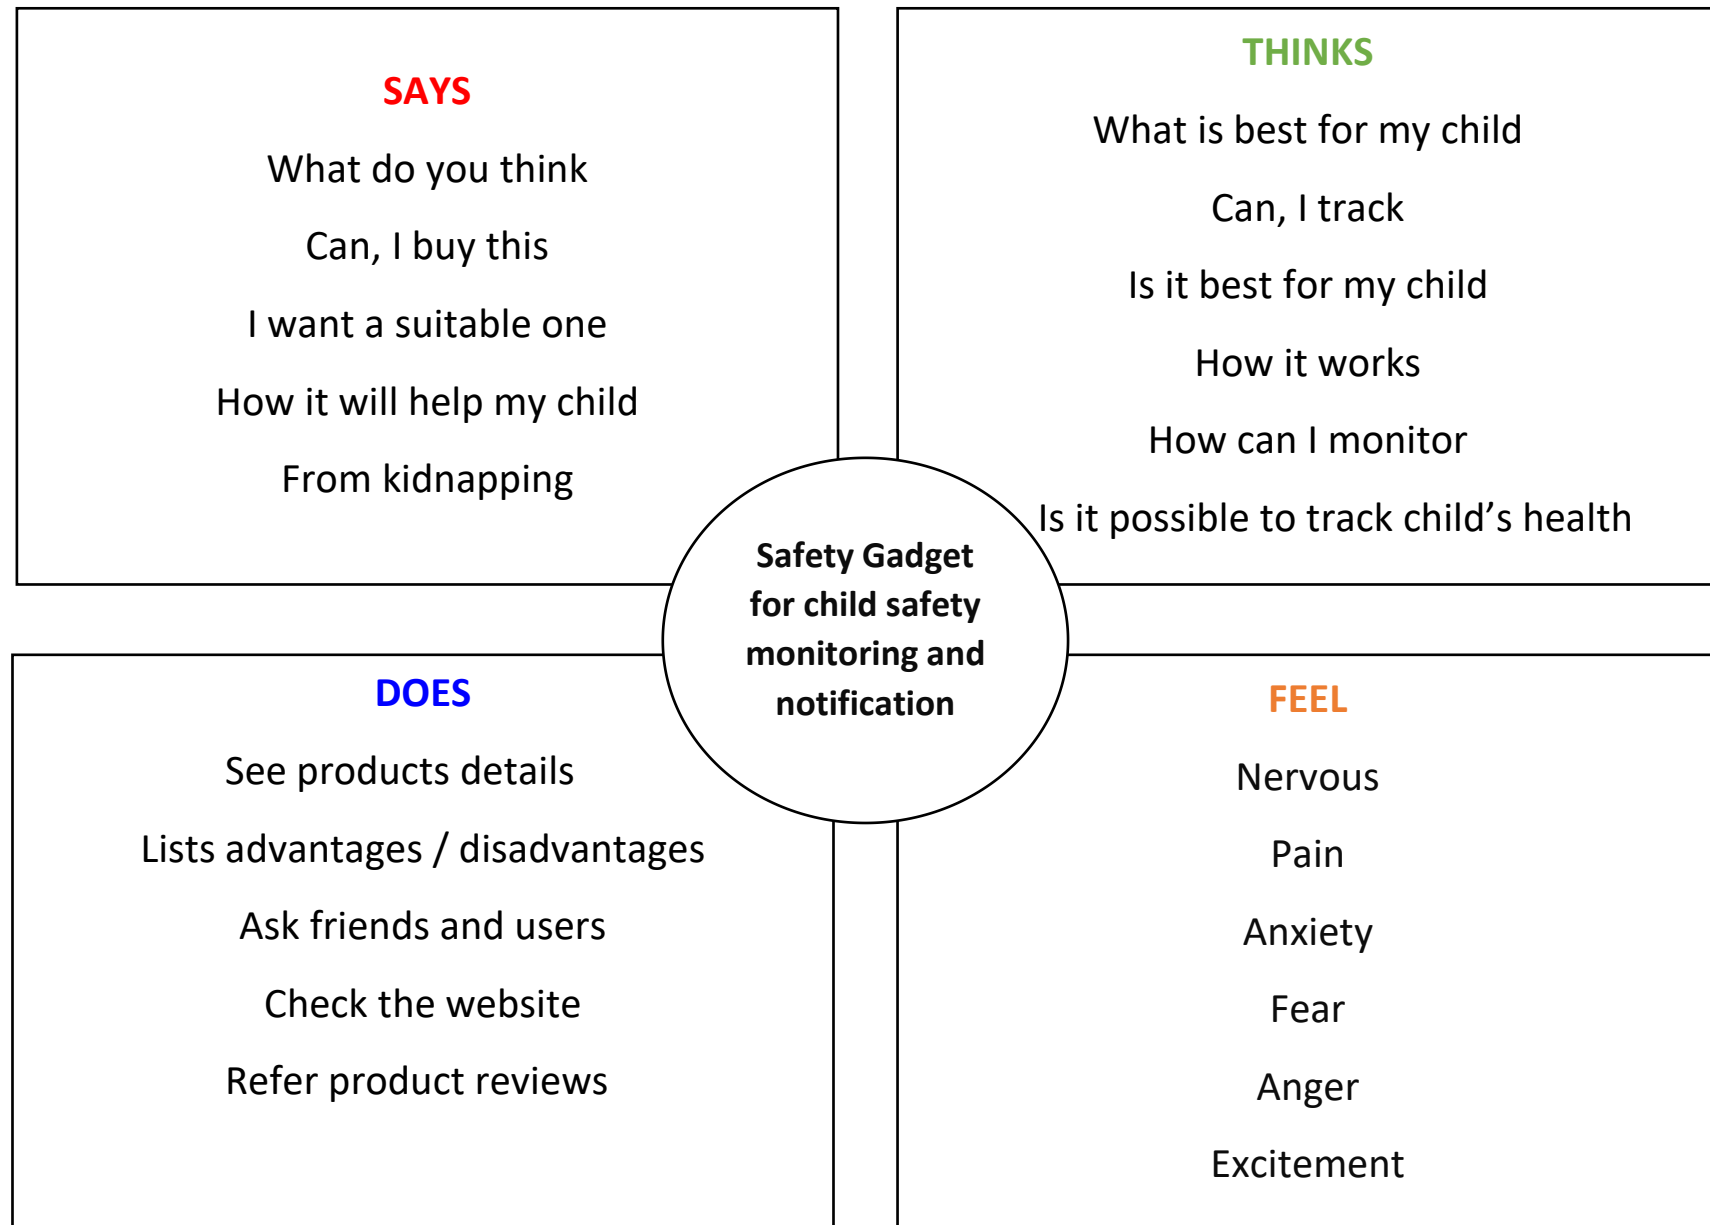 SAYS
What do you think
Can, I buy this
I want a suitable one
How it will help my child
From kidnapping
THINKS
What is best for my child
Can, I track
Is it best for my child
How it works
How can I monitor
Is it possible to track child’s health
Safety Gadget
for child safety
monitoring and
notification
DOES
See products details
Lists advantages / disadvantages
Ask friends and users
Check the website
Refer product reviews
FEEL
Nervous
Pain
Anxiety
Fear
Anger
Excitement